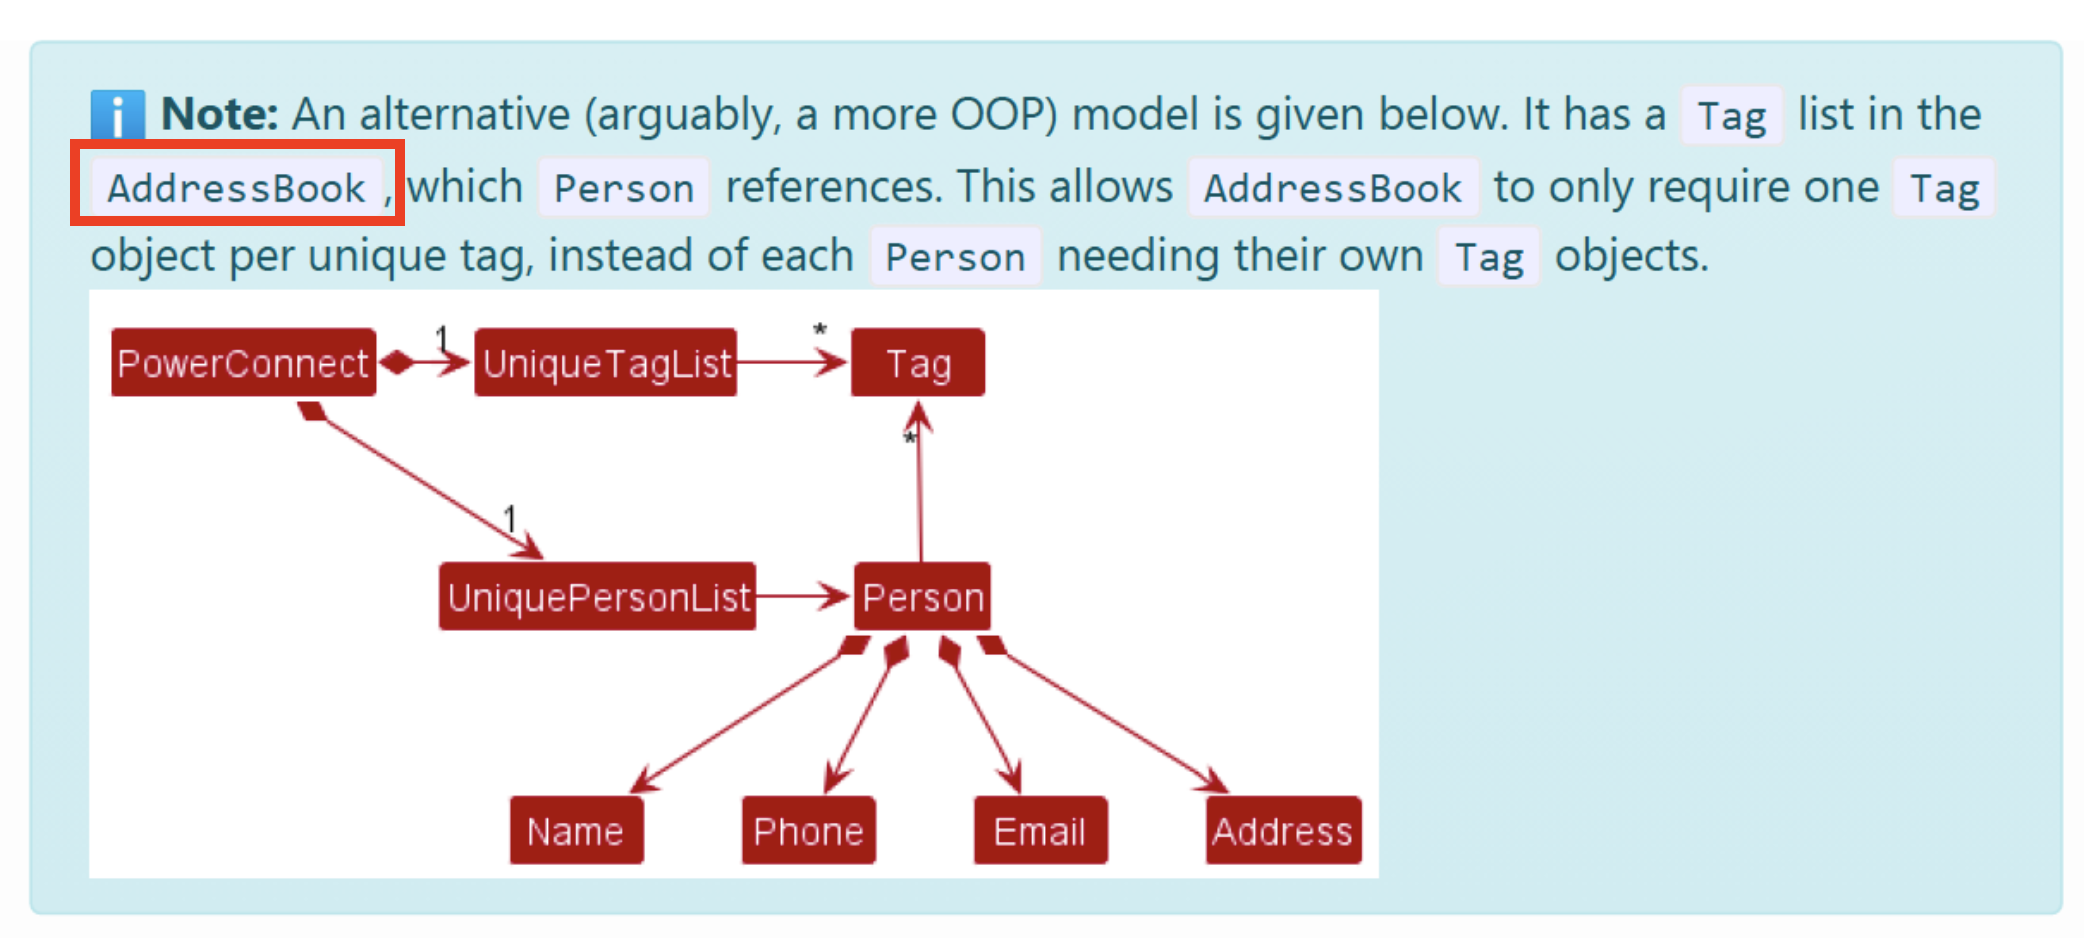 Note: An alternative (arguably, a more OOP) model is given below. It has a Tag list in the
AddressBook, which Person references. This allows AddressBook to only require one Tag
object per unique tag, instead of each Person needing their own Tag objects.
PowerConnect 1 UniqueTagList * Tag
*
1
UniquePersonList Person
Name Phone Email Address